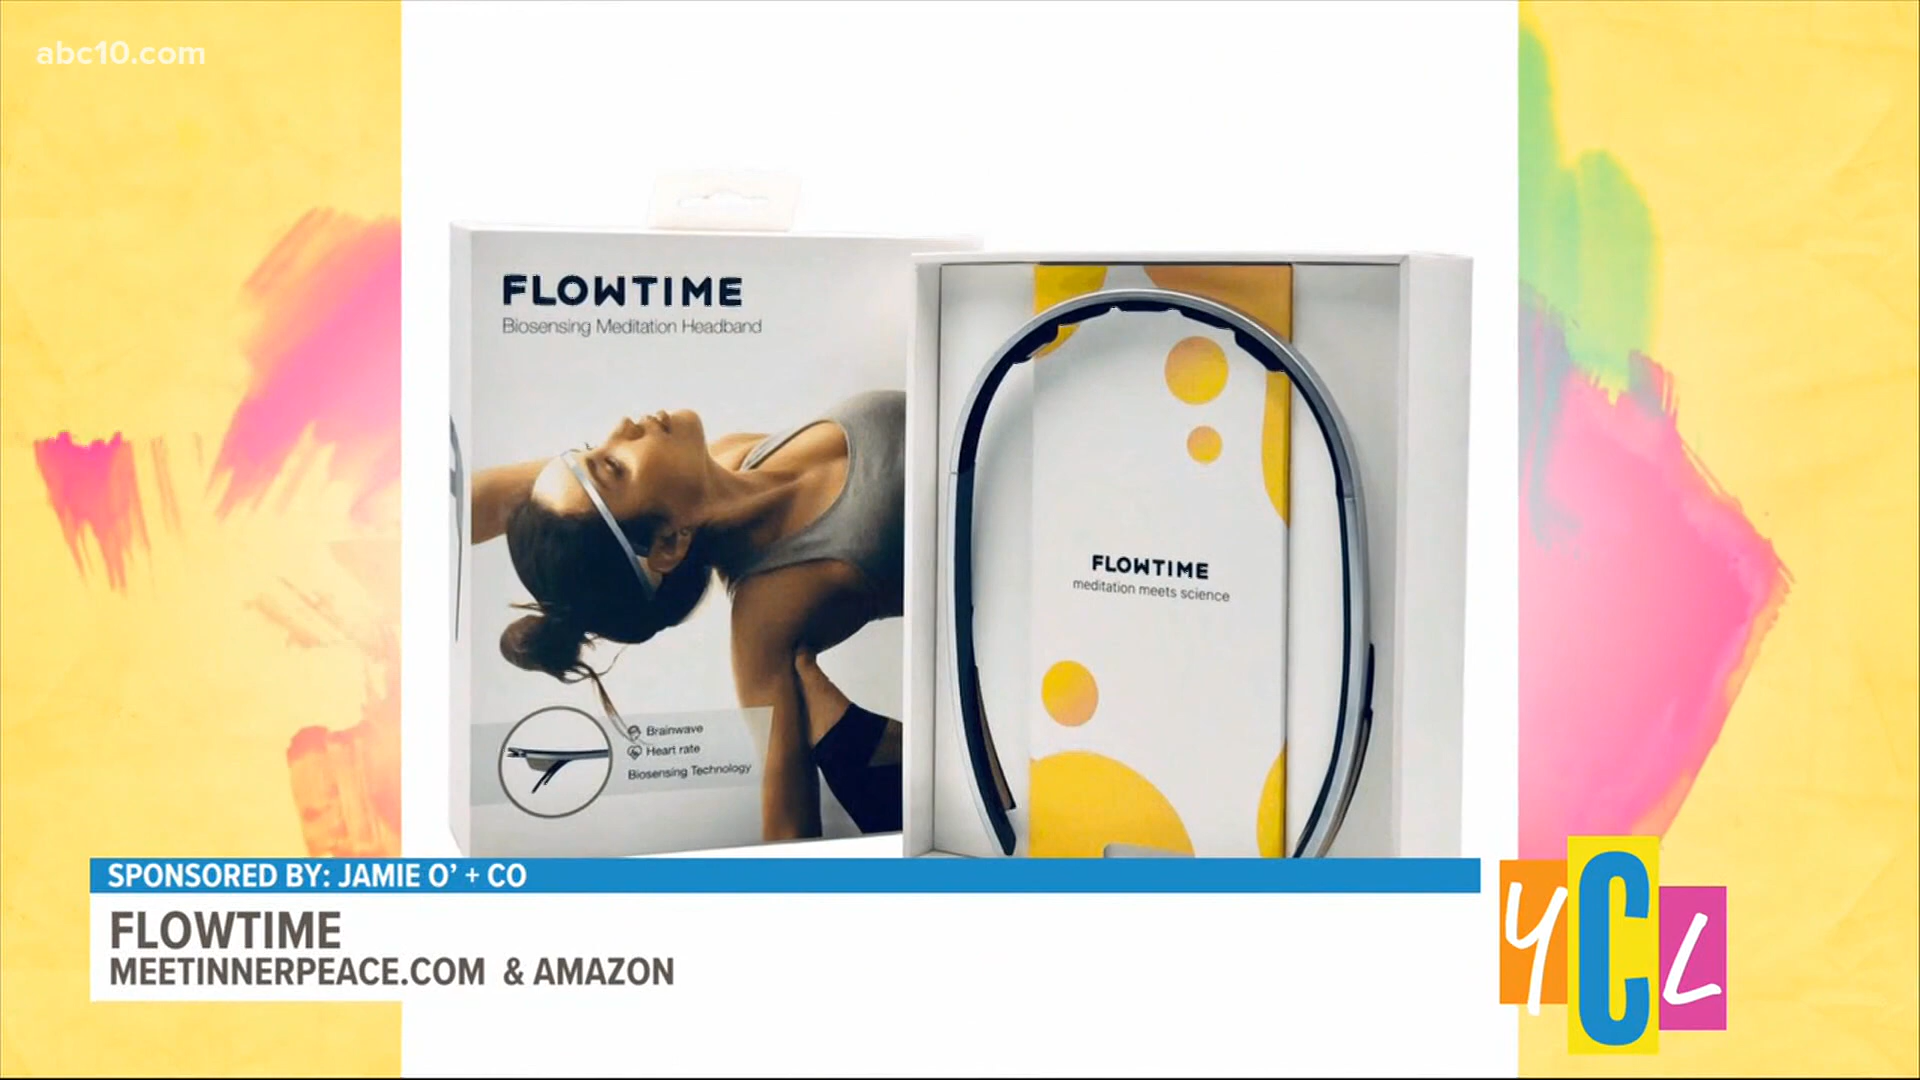 abc10.com
FLOWTIME
Biosensing Meditation Headband
Brainwave
Heart rate
Biosensing Technology
FLOWTIME
meditation meets science
SPONSORED BY: JAMIE O' + CO
FLOWTIME
MEETINNERPEACE.COM & AMAZON
YCL